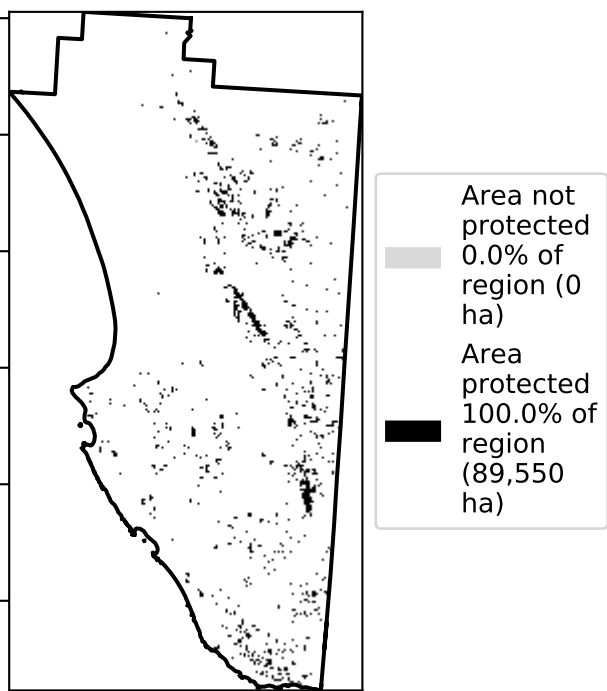 Area not
protected
0.0% of
region (0
ha)
Area
protected
100.0% of
region
(89,550
ha)